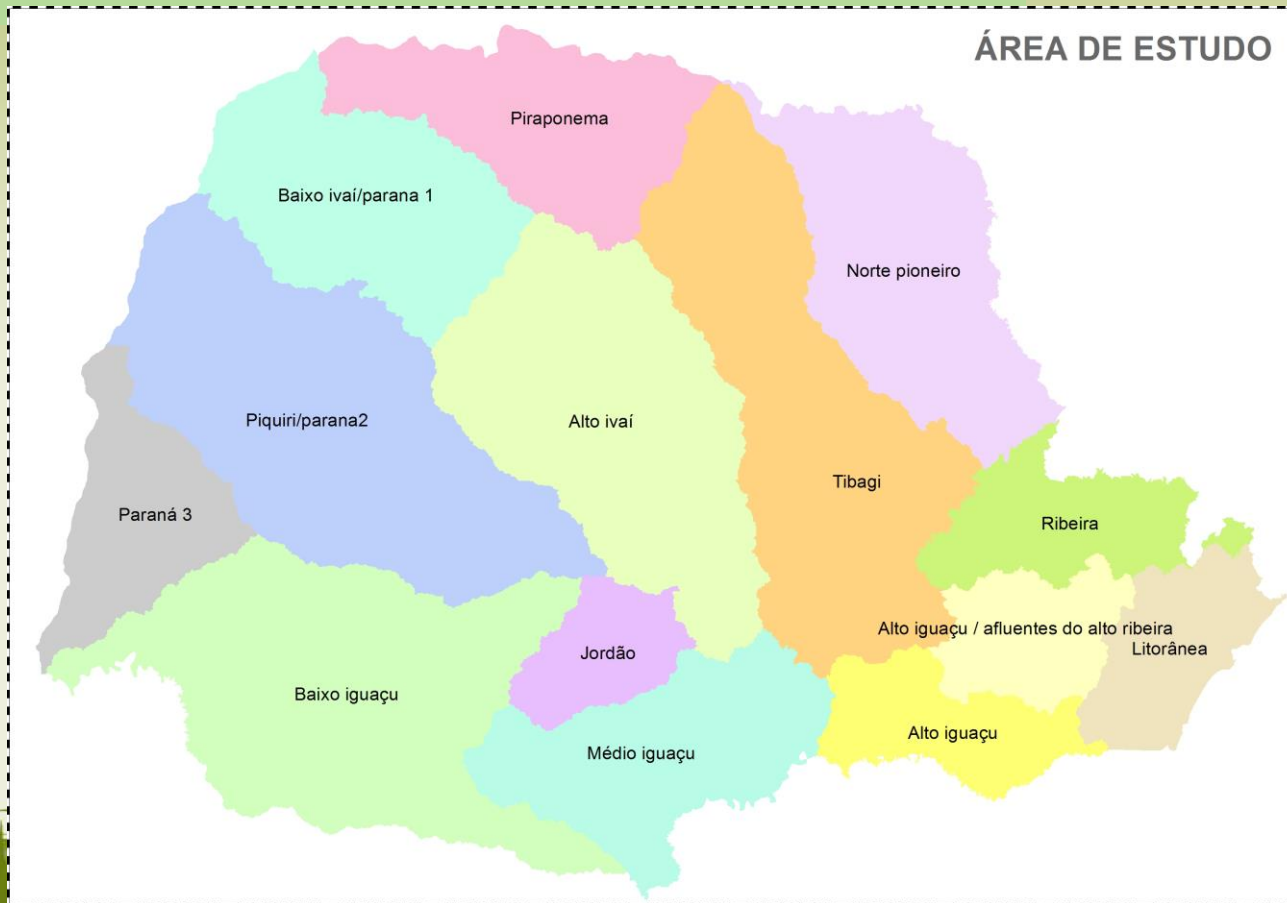 ÁREA DE ESTUDO
Piraponema
Baixo ivaí/parana 1
Norte pioneiro
Piquiri/parana2
Alto ivaí
Tibagi
Paraná 3
Ribeira
Alto iguaçu / afluentes do alto ribeira
Litorânea
Jordão
Baixo iguaçu
Alto iguaçu
Médio iguaçu